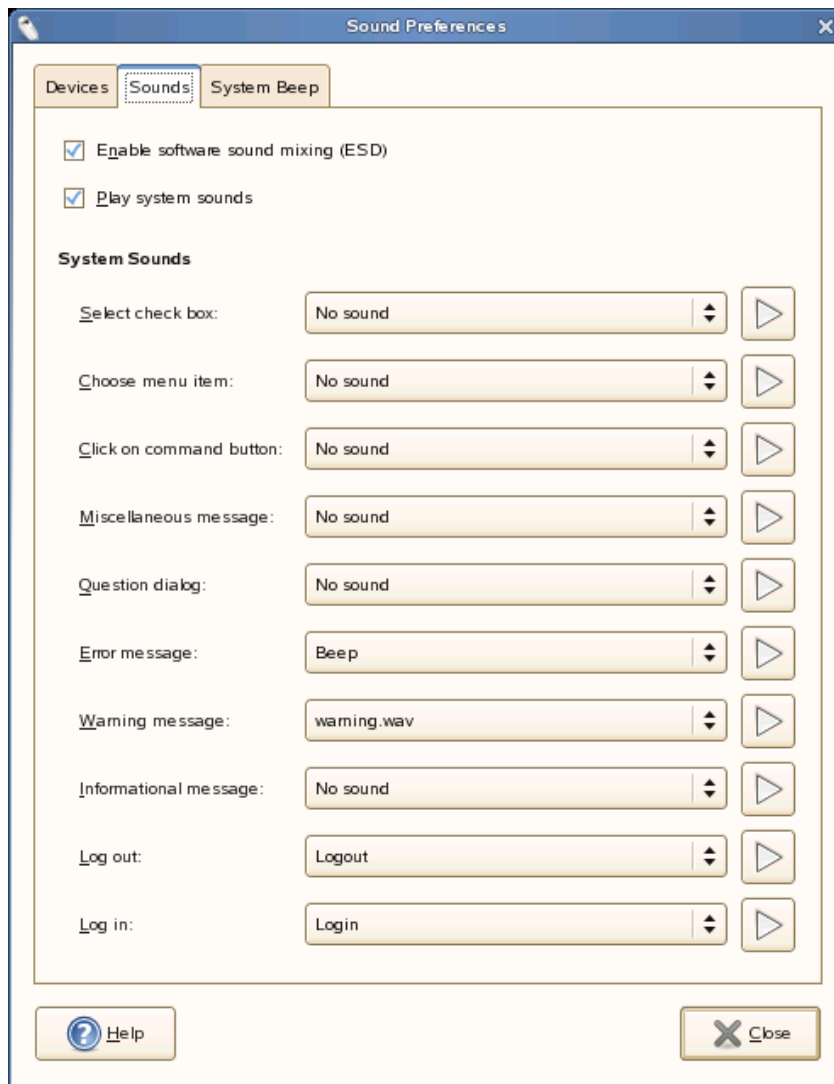 Sound Preferences
Devices Sounds System Beep
Enable software sound mixing (ESD)
Play system sounds
System Sounds
Select check box: No sound
Choose menu item: No sound
Click on command button: No sound
Miscellaneous message: No sound
Question dialog: No sound
Error message: Beep
Warning message: warning.wav
Informational message: No sound
Log out: Logout
Log in: Login
Help Close